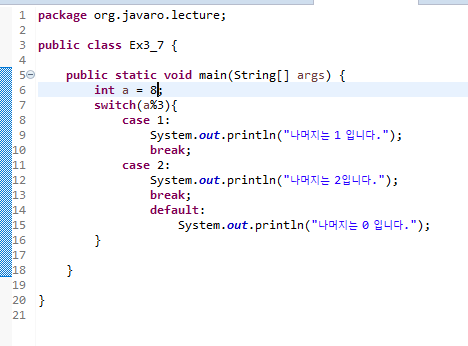 1 package org.javaro.lecture;
2
3 public class Ex3_7 {
4
5 public static void main(String[] args) {
6 int a = 8;
7 switch(a%3){
8 case 1:
9 System.out.println("나머지는 1 입니다.");
10 break;
11 case 2:
12 System.out.println("나머지는 2입니다.");
13 break;
14 default:
15 System.out.println("나머지는 0 입니다.");
16 }
17
18 }
19
20 }
21